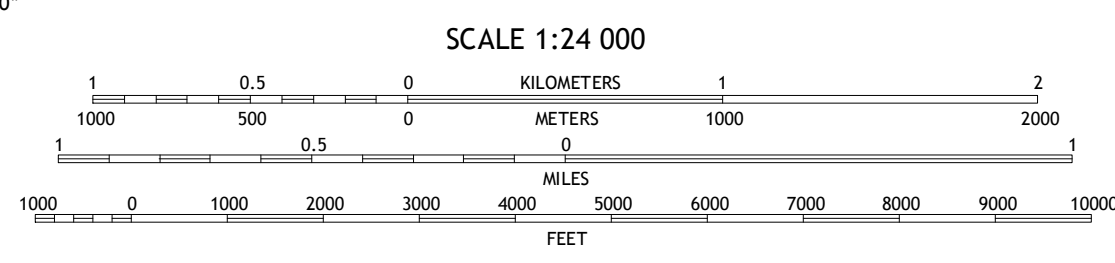 0"
SCALE 1:24 000
1 0.5 0 KILOMETERS 1 2
1000 500 0 METERS 1000 2000
1 0.5 0 1
MILES
1000 0 1000 2000 3000 4000 5000 6000 7000 8000 9000 10000
FEET